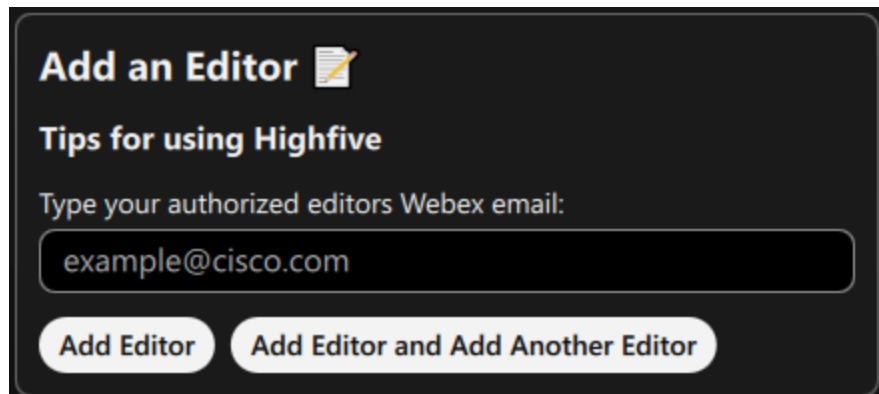 Add an Editor 📝
Tips for using Highfive
Type your authorized editors Webex email:
example@cisco.com
Add Editor
Add Editor and Add Another Editor